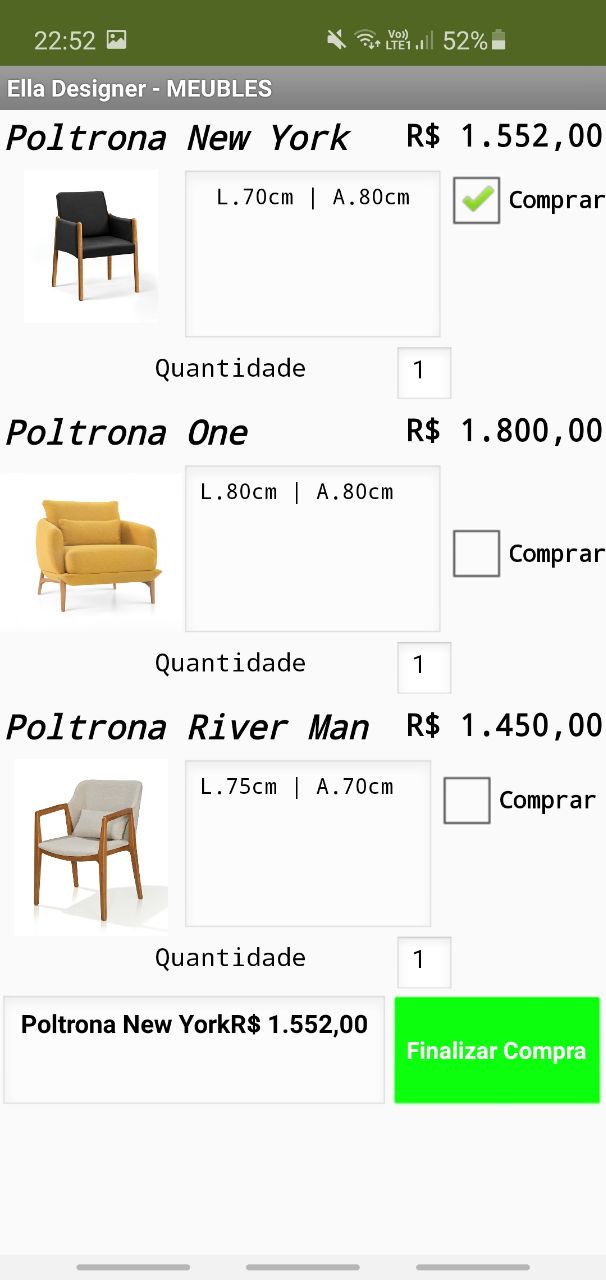 22:52 Vo)) LTE1 52%
Ella Designer - MEUBLES
Poltrona New York R$ 1.552,00
L.70cm | A.80cm Comprar
Quantidade 1
Poltrona One R$ 1.800,00
L.80cm | A.80cm
Comprar
Quantidade 1
Poltrona River Man R$ 1.450,00
L.75cm | A.70cm Comprar
Quantidade 1
Poltrona New YorkR$ 1.552,00
Finalizar Compra